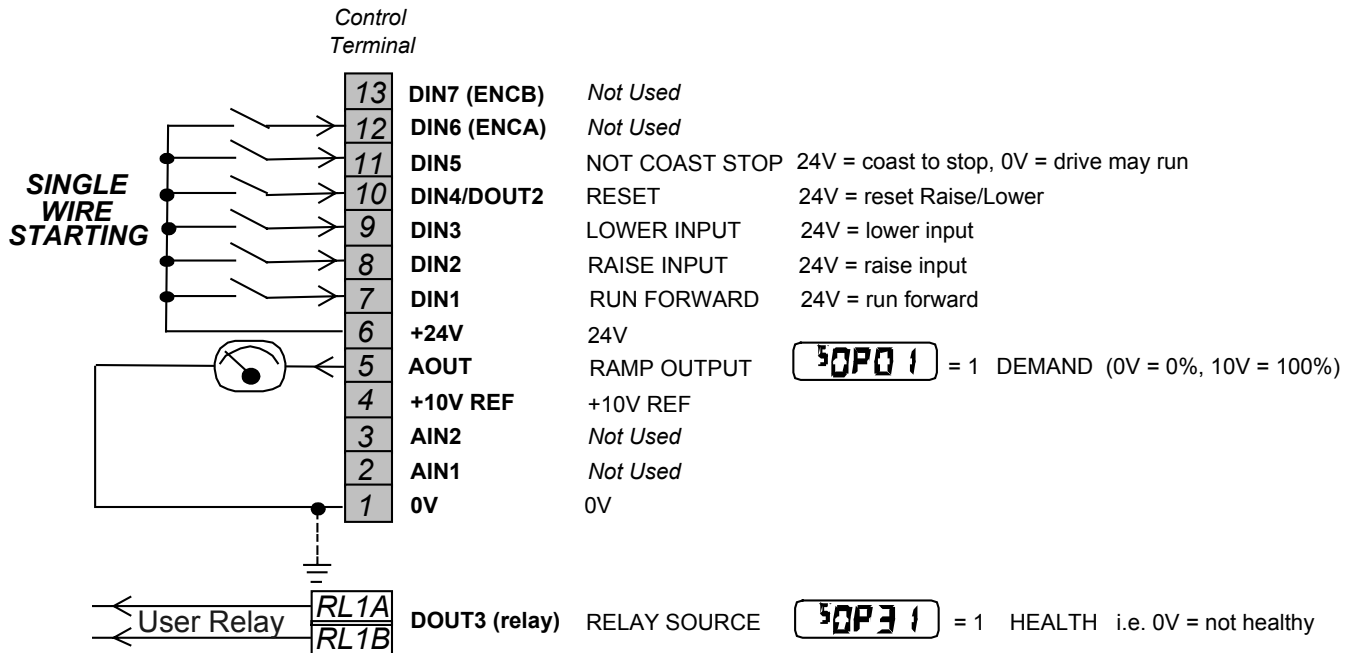 Control
Terminal
13 DIN7 (ENCB) Not Used
12 DIN6 (ENCA) Not Used
11 DIN5 NOT COAST STOP 24V = coast to stop, 0V = drive may run
10 DIN4/DOUT2 RESET 24V = reset Raise/Lower
9 DIN3 LOWER INPUT 24V = lower input
8 DIN2 RAISE INPUT 24V = raise input
7 DIN1 RUN FORWARD 24V = run forward
SINGLE
WIRE
STARTING
6 +24V 24V
5 AOUT RAMP OUTPUT SOP01 = 1 DEMAND (0V = 0%, 10V = 100%)
4 +10V REF +10V REF
3 AIN2 Not Used
2 AIN1 Not Used
1 0V 0V
User Relay RL1A DOUT3 (relay) RELAY SOURCE SOP31 = 1 HEALTH i.e. 0V = not healthy
RL1B